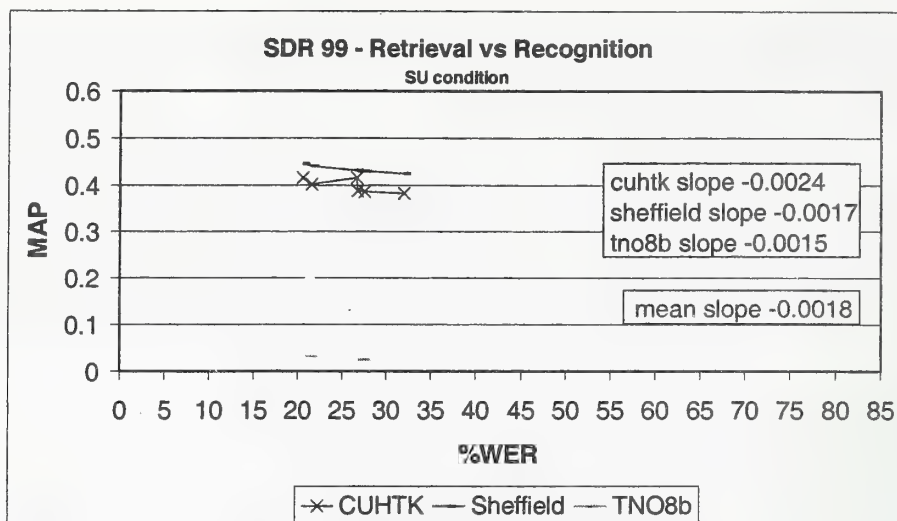 SDR 99 - Retrieval vs Recognition
SU condition
0.6
0.5
0.4
0.3
0.2
0.1
0
MAP
cuhtk slope -0.0024
sheffield slope -0.0017
tno8b slope -0.0015
mean slope -0.0018
0 5 10 15 20 25 30 35 40 45 50 55 60 65 70 75 80 85
%WER
CUHTK Sheffield TNO8b